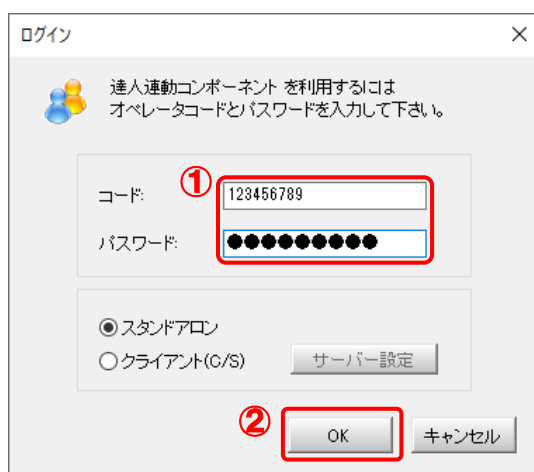 ログイン
達人連動コンポーネント を利用するには
オペレータコードとパスワードを入力して下さい。
①
コード: 123456789
パスワード: ●●●●●●●●●
スタンドアロン
クライアント(C/S) サーバー設定
② OK キャンセル